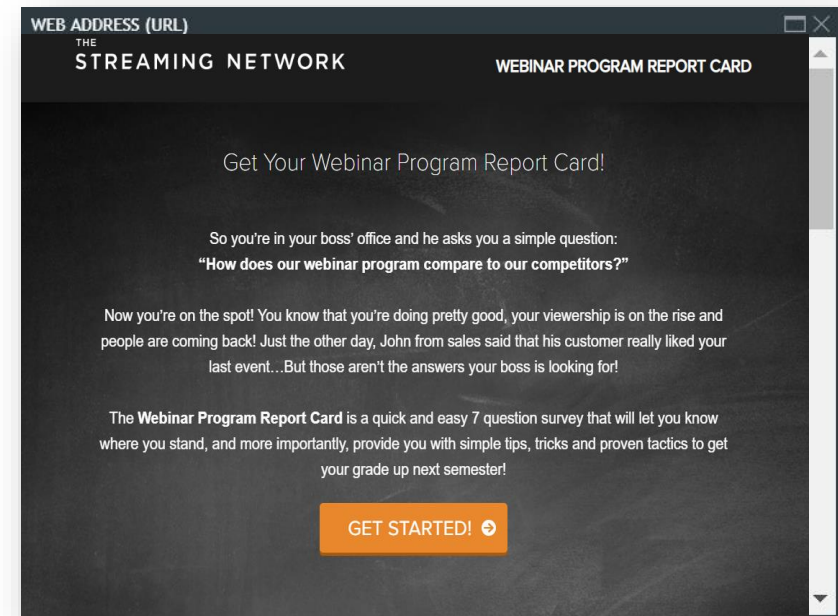 WEB ADDRESS (URL)
THE
STREAMING NETWORK
WEBINAR PROGRAM REPORT CARD
Get Your Webinar Program Report Card!
So you're in your boss' office and he asks you a simple question:
“How does our webinar program compare to our competitors?”
Now you're on the spot! You know that you're doing pretty good, your viewership is on the rise and
people are coming back! Just the other day, John from sales said that his customer really liked your
last event…But those aren't the answers your boss is looking for!
The Webinar Program Report Card is a quick and easy 7 question survey that will let you know
where you stand, and more importantly, provide you with simple tips, tricks and proven tactics to get
your grade up next semester!
GET STARTED!